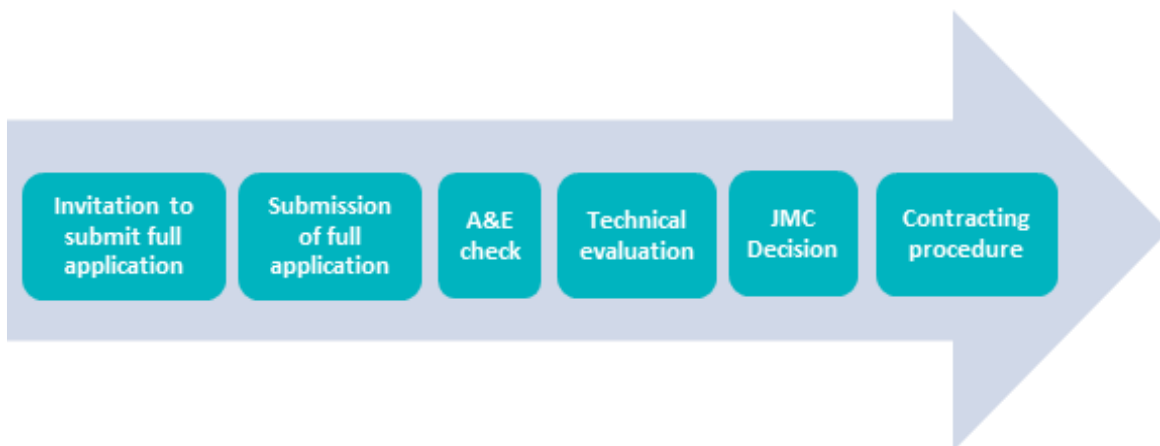 Invitation to
submit full
application
Submission
of full
application
A&E
check
Technical
evaluation
JMC
Decision
Contracting
procedure